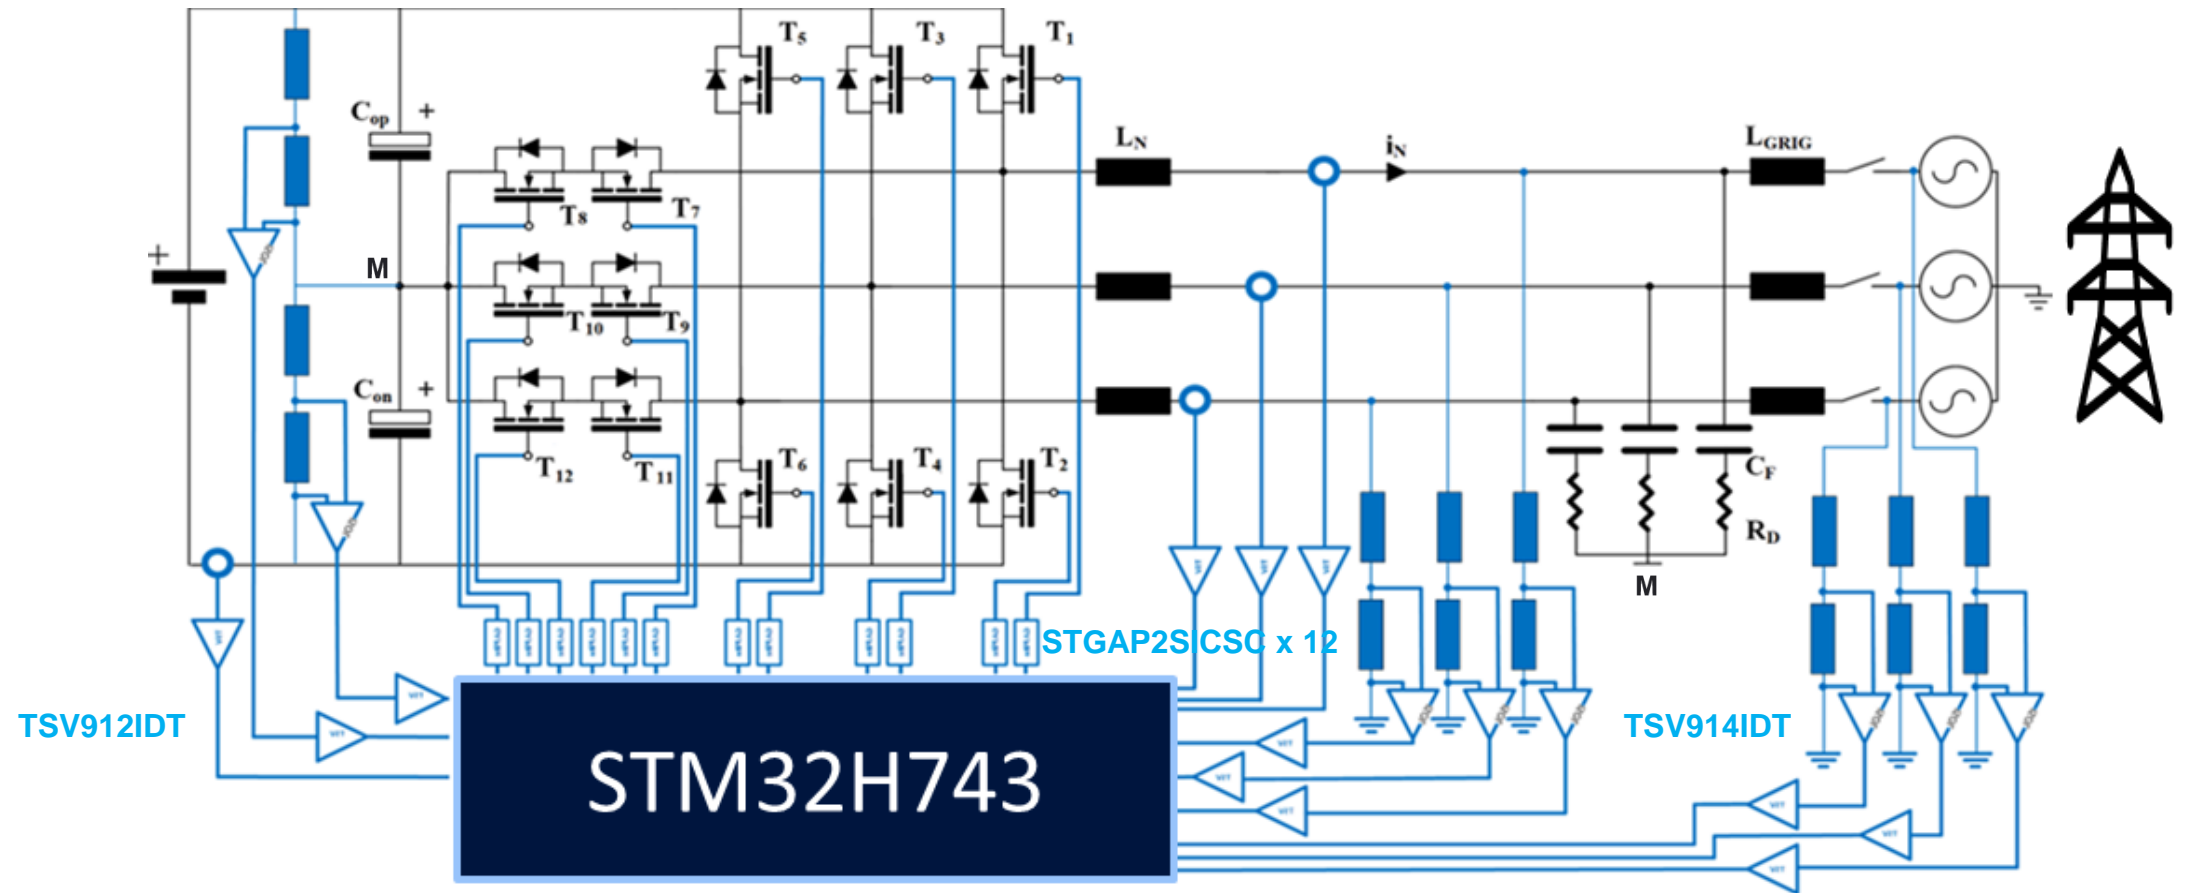 T5
T3
T1
Cop
+
LN
iN
LGRIG
T8
T7
+
M
T10
T9
Con
+
T12
T11
T6
T4
T2
CF
RD
M
STGAP2SICSC x 12
TSV912IDT
TSV914IDT
STM32H743